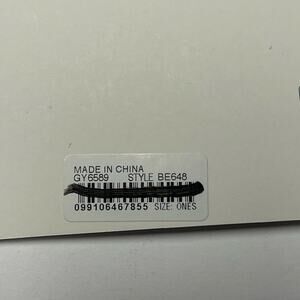 MADE IN CHINA
GY6589 STYLE BE648
099106467855 SIZE: ONES